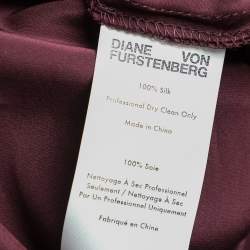 DIANE VON
FURSTENBERG
100% Silk
Professional Dry Clean Only
Made in China
100% Soie
Nettoyage À Sec Professionnel
Seulement / Nettoyage À Sec
Par Un Professionnel Uniquement
Fabriqué en Chine